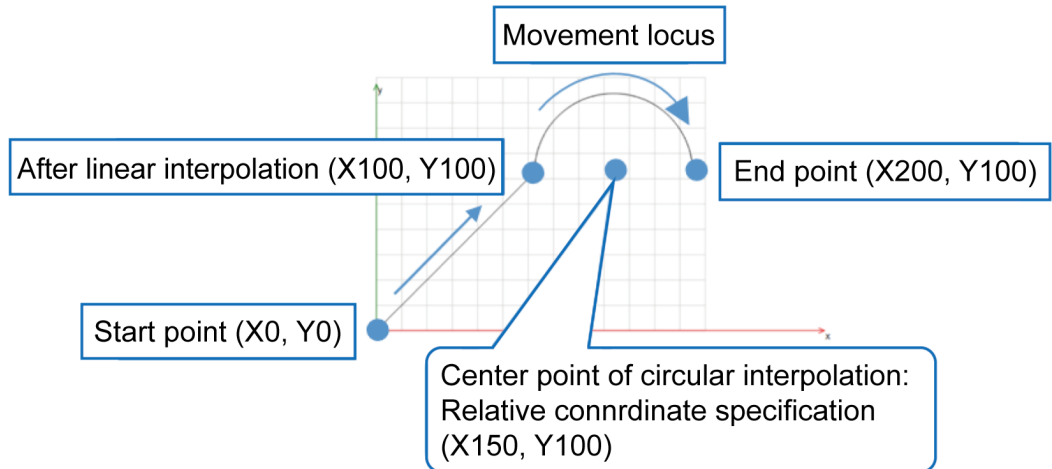 Movement locus
y
After linear interpolation (X100, Y100)
End point (X200, Y100)
Start point (X0, Y0)
x
Center point of circular interpolation:
Relative connrdinate specification
(X150, Y100)